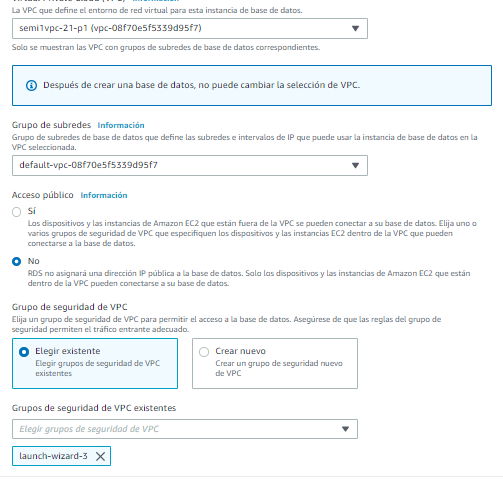 La VPC que define el entorno de red virtual para esta instancia de base de datos.
semi1vpc-21-p1 (vpc-08f70e5f5339d95f7)
Solo se muestran las VPC con grupos de subredes de base de datos correspondientes.
Después de crear una base de datos, no puede cambiar la selección de VPC.
Grupo de subredes Información
Grupo de subredes de base de datos que define las subredes e intervalos de IP que puede usar la instancia de base de datos en la
VPC seleccionada.
default-vpc-08f70e5f5339d95f7
Acceso público Información
Sí
Los dispositivos y las instancias de Amazon EC2 que están fuera de la VPC se pueden conectar a su base de datos. Elija uno o
varios grupos de seguridad de VPC que especifiquen los dispositivos y las instancias EC2 dentro de la VPC que pueden
conectarse a la base de datos.
No
RDS no asignará una dirección IP pública a la base de datos. Solo los dispositivos y las instancias de Amazon EC2 que están
dentro de la VPC pueden conectarse a su base de datos.
Grupo de seguridad de VPC
Elija un grupo de seguridad de VPC para permitir el acceso a la base de datos. Asegúrese de que las reglas del grupo de
seguridad permiten el tráfico entrante adecuado.
Elegir existente
Elegir grupos de seguridad de VPC
existentes
Crear nuevo
Crear un grupo de seguridad nuevo
de VPC
Grupos de seguridad de VPC existentes
Elegir grupos de seguridad de VPC
launch-wizard-3